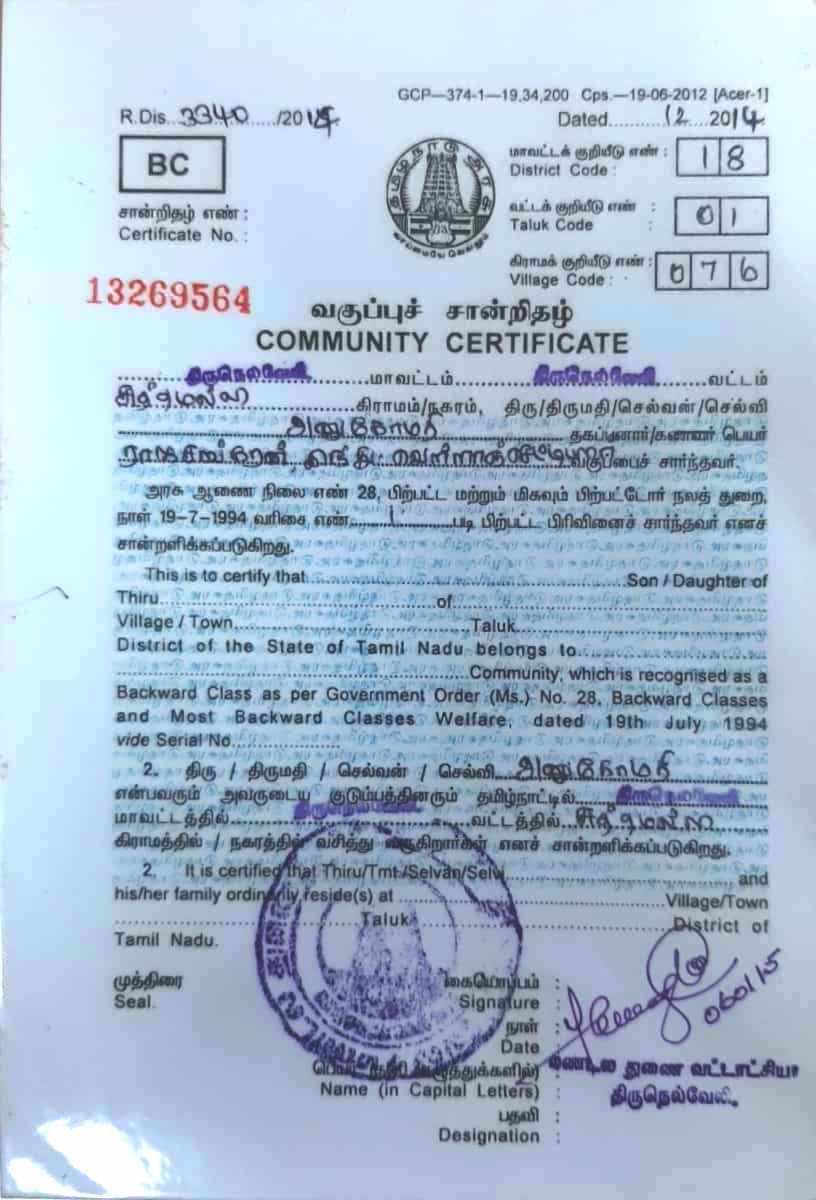 GCP—374-1—19,34,200 Cps.—19-06-2012 [Acer-1]
R.Dis...3340....../2014
Dated..........12...2014
BC
மாவட்டக் குறியீடு எண் : 18
District Code :
சான்றிதழ் எண் :
Certificate No. :
வட்டக் குறியீடு எண் : 01
Taluk Code :
கிராமக் குறியீடு எண் : 076
Village Code :
தமிழ்நாடு அரசு
வாய்மையே வெல்லும்
13269564
வகுப்புச் சான்றிதழ்
COMMUNITY CERTIFICATE
திருநெல்வேலி மாவட்டம் திருநெல்வேலி வட்டம்
கிராமம்/நகரம், திரு/திருமதி/செல்வன்/செல்வி
அனுகோமதி தகப்பனார்/கணவர் பெயர்
வகுப்பைச் சார்ந்தவர்.
அரசு ஆணை நிலை எண் 28, பிற்பட்ட மற்றும் மிகவும் பிற்பட்டோர் நலத் துறை,
நாள் 19-7-1994 வரிசை எண்......1......படி பிற்பட்ட பிரிவினைச் சார்ந்தவர் எனச்
சான்றளிக்கப்படுகிறது.
This is to certify that..........Son / Daughter of
Thiru..........of..........
Village / Town..........Taluk..........
District of the State of Tamil Nadu belongs to..........
..........Community, which is recognised as a
Backward Class as per Government Order (Ms.) No. 28, Backward Classes
and Most Backward Classes Welfare, dated 19th July 1994
vide Serial No..........
2. திரு / திருமதி / செல்வன் / செல்வி அனுகோமதி
என்பவரும் அவருடைய குடும்பத்தினரும் தமிழ்நாட்டில் திருநெல்வேலி
மாவட்டத்தில் திருநெல்வேலி வட்டத்தில்
கிராமத்தில் / நகரத்தில் வசித்து வருகிறார்கள் எனச் சான்றளிக்கப்படுகிறது.
2. It is certified that Thiru/Tmt./Selvan/Selvi..........and
his/her family ordinarily reside(s) at..........Village/Town
..........Taluk..........District of
Tamil Nadu.
முத்திரை
Seal.
கையொப்பம் :
Signature :
நாள் :
Date : 06/01/15
பெயர் (தனி எழுத்துக்களில்) :
Name (in Capital Letters) :
மண்டல துணை வட்டாட்சியர்
திருநெல்வேலி.
பதவி :
Designation :